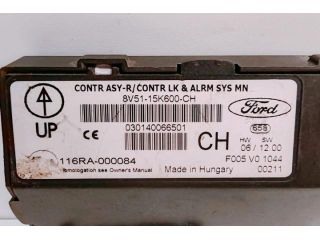 CONTR ASY-R/CONTR LK & ALRM SYS MN
8V51-15K600-CH
Ford
UP
030140066501
CE
CH
658
HW SW
06 / 12.00
116RA-000084
F005 V0 1044
Homologation see Owner's Manual
Made in Hungary
00211